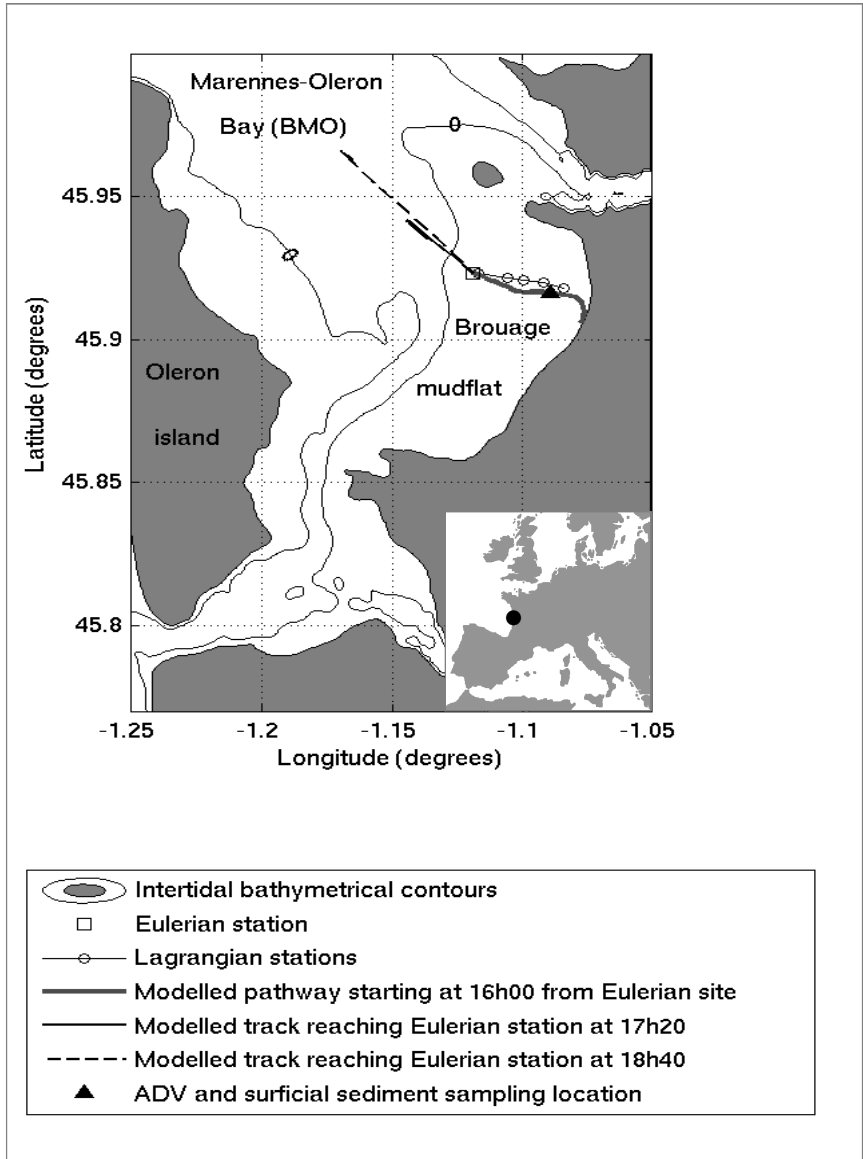 Marennes-Oleron
Bay (BMO)
0
0
45.95
45.9
45.85
45.8
Brouage
mudflat
Oleron
island
Latitude (degrees)
-1.25
-1.2
-1.15
-1.1
-1.05
Longitude (degrees)
Intertidal bathymetrical contours
Eulerian station
Lagrangian stations
Modelled pathway starting at 16h00 from Eulerian site
Modelled track reaching Eulerian station at 17h20
Modelled track reaching Eulerian station at 18h40
ADV and surficial sediment sampling location